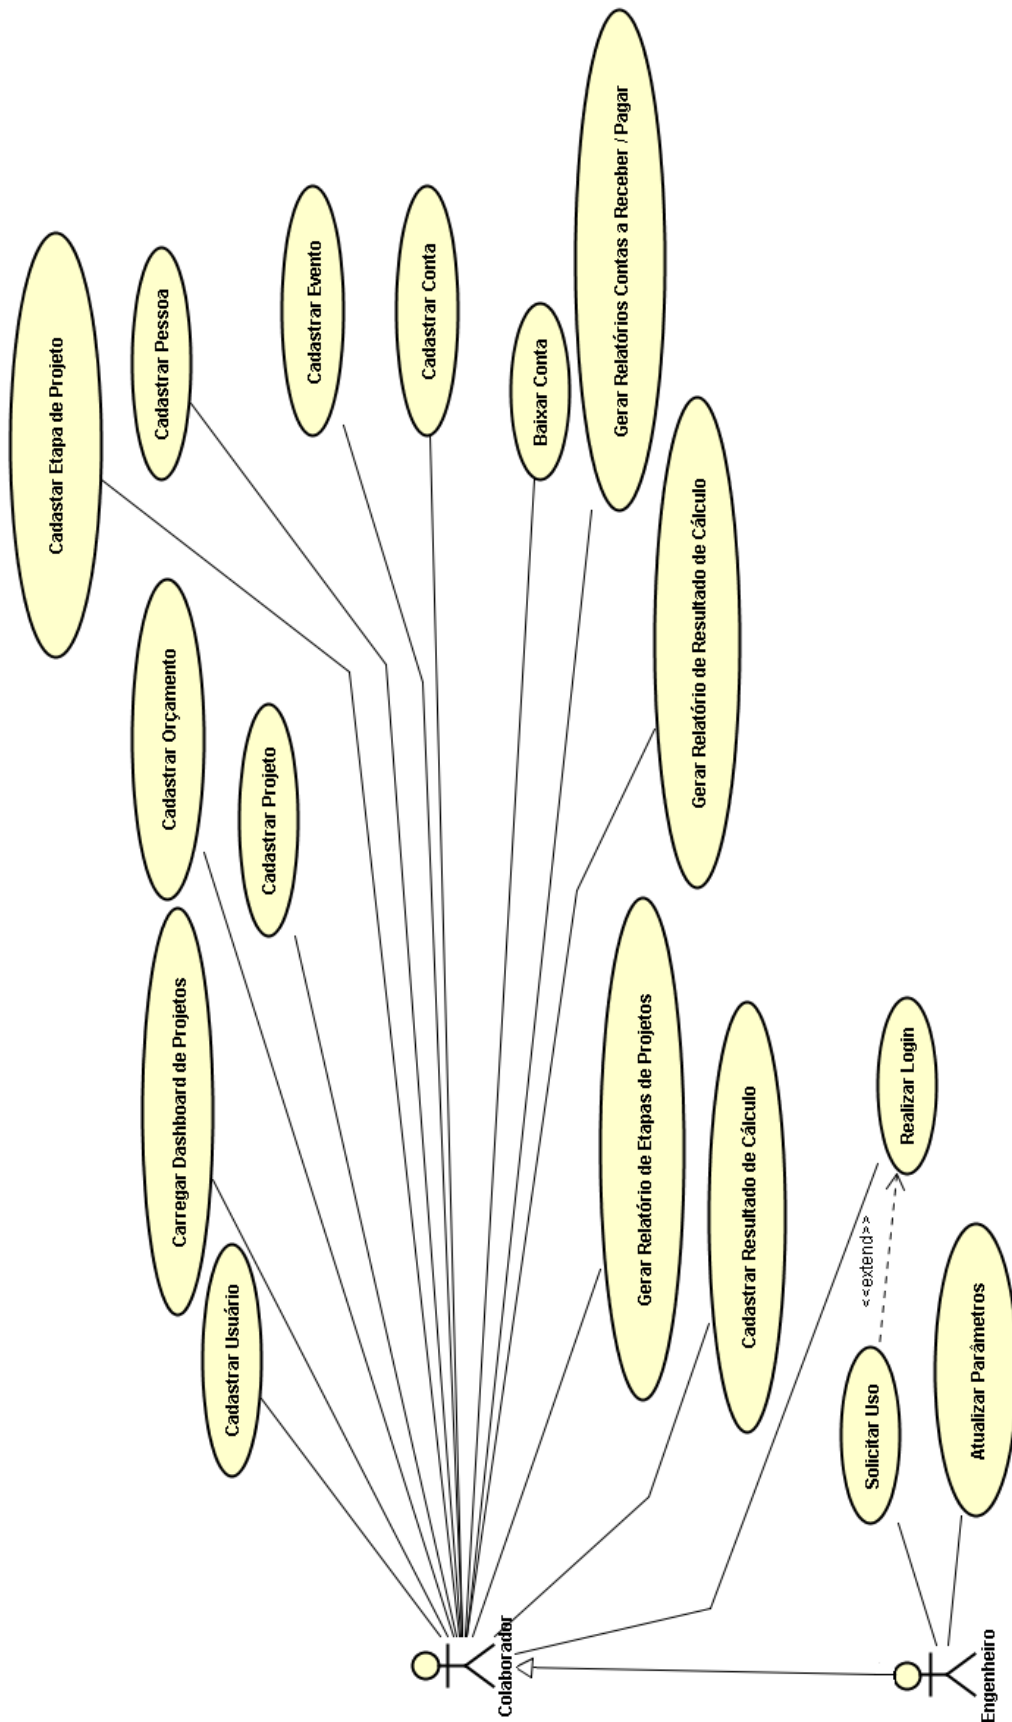 Cadastar Etapa de Projeto
Cadastrar Pessoa
Cadastrar Evento
Cadastrar Conta
Baixar Conta
Gerar Relatórios Contas a Receber / Pagar
Cadastrar Orçamento
Cadastrar Projeto
Gerar Relatório de Resultado de Cálculo
Carregar Dashboard de Projetos
Cadastrar Usuário
Gerar Relatório de Etapas de Projetos
Cadastrar Resultado de Cálculo
Realizar Login
<<extend>>
Solicitar Uso
Atualizar Parâmetros
Colaborador
Engenheiro